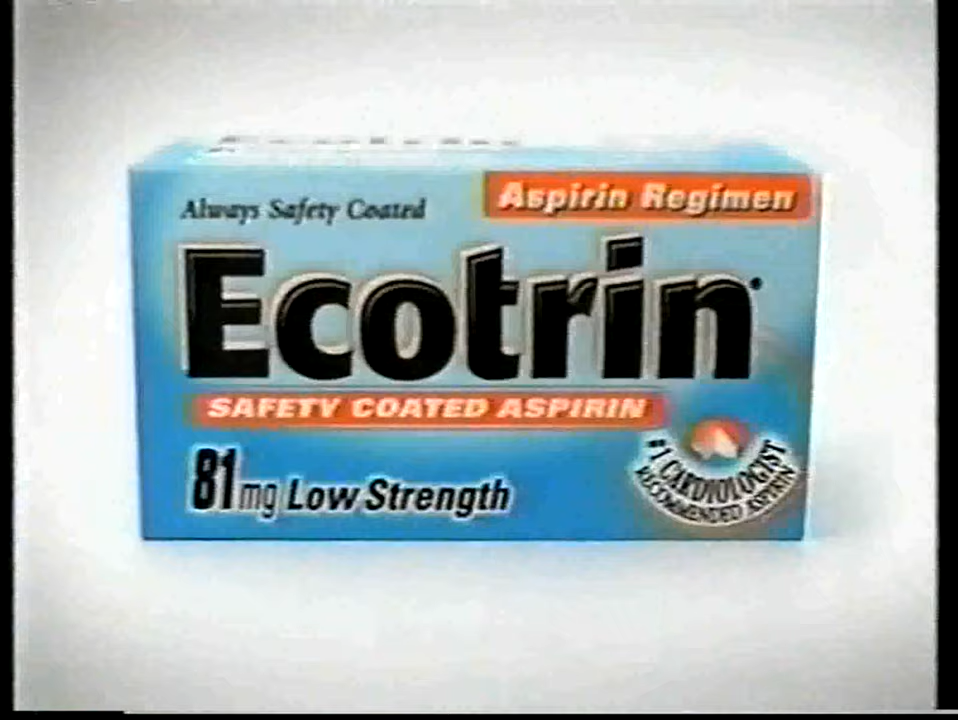 Always Safety Coated
Aspirin Regimen
Ecotrin
SAFETY COATED ASPIRIN
81mg Low Strength
#1 CARDIOLOGIST
RECOMMENDED ASPIRIN